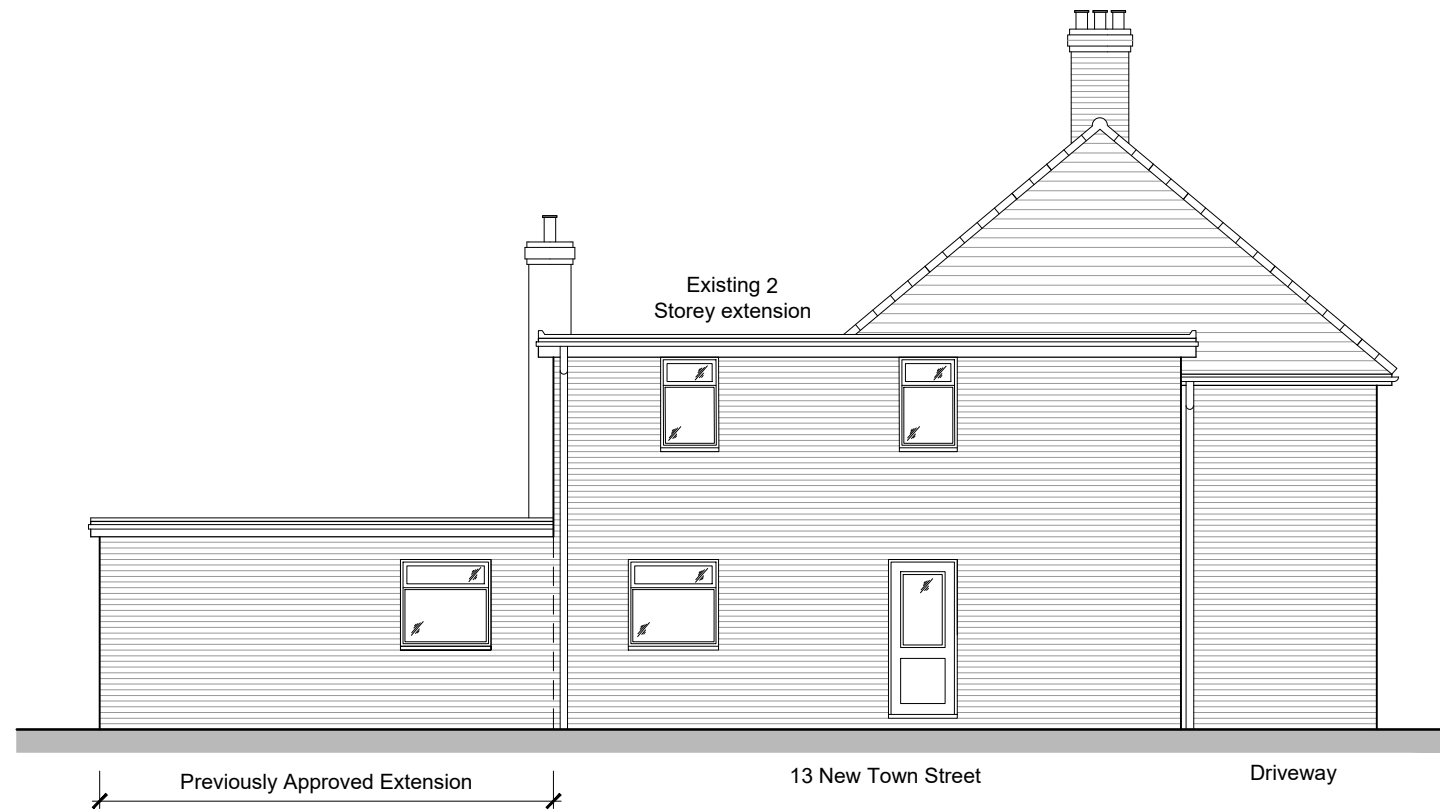 Existing 2
Storey extension
Previously Approved Extension
13 New Town Street
Driveway